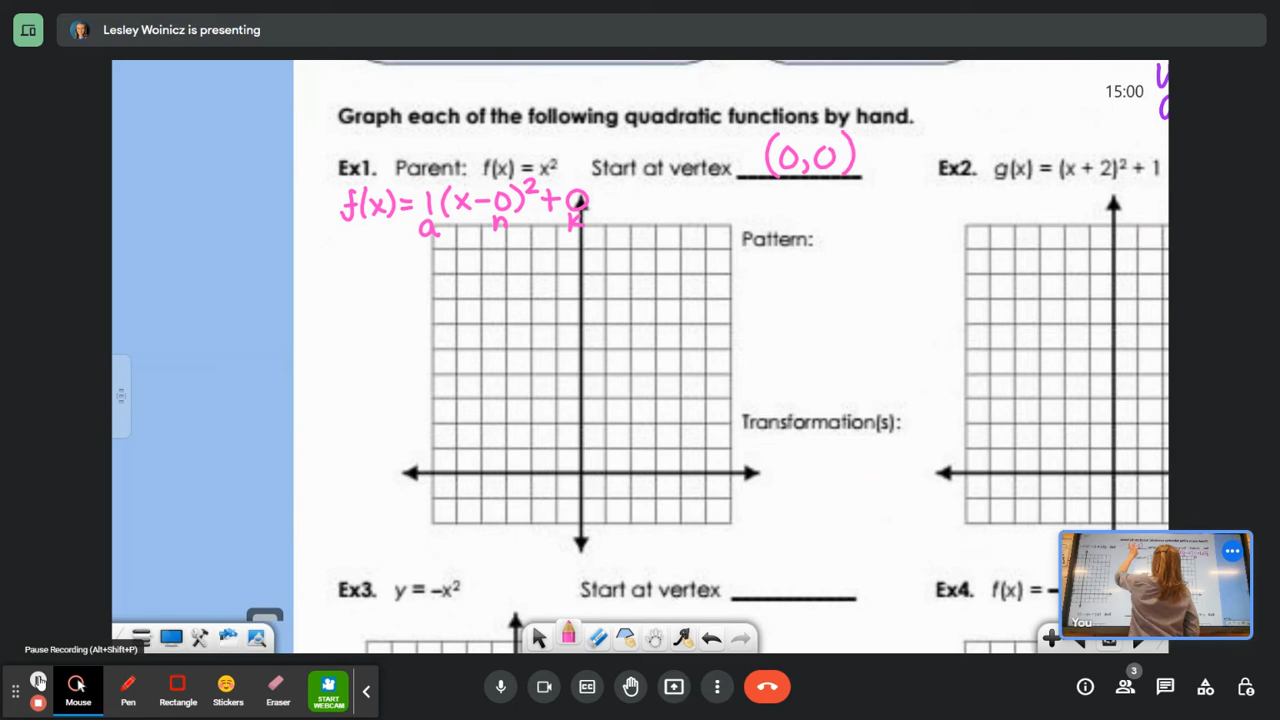 Lesley Woinicz is presenting
15:00
Graph each of the following quadratic functions by hand.
Ex1. Parent: f(x) = x² Start at vertex (0,0)
Ex2. g(x) = (x + 2)² + 1
f(x) = 1(x-0)² + 0
a h k
Pattern:
Transformation(s):
Ex3. y = –x² Start at vertex
Ex4. f(x) = –
You
Pause Recording (Alt+Shift+P)
Mouse
Pen
Rectangle
Stickers
Eraser
START WEBCAM
CC
3